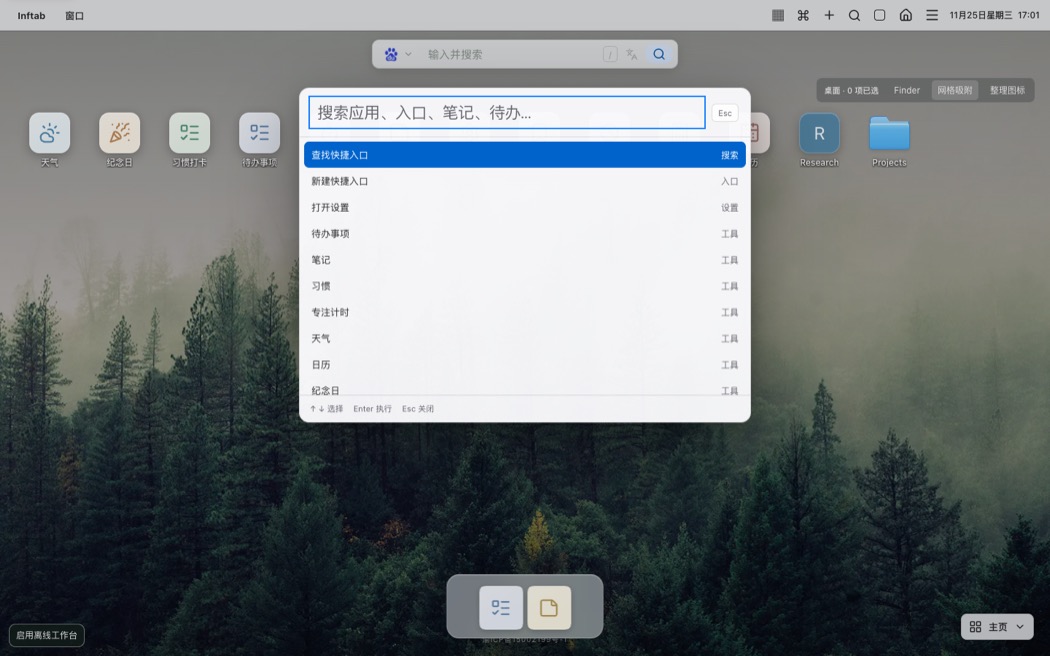 Inftab 窗口 11月25日星期三 17:01
输入并搜索 /
桌面 · 0 项已选 Finder 网格吸附 整理图标
搜索应用、入口、笔记、待办... Esc
天气 纪念日 习惯打卡 待办事项 Research Projects
查找快捷入口 搜索
新建快捷入口 入口
打开设置 设置
待办事项 工具
笔记 工具
习惯 工具
专注计时 工具
天气 工具
日历 工具
纪念日 工具
↑ ↓ 选择 Enter 执行 Esc 关闭
启用离线工作台
主页